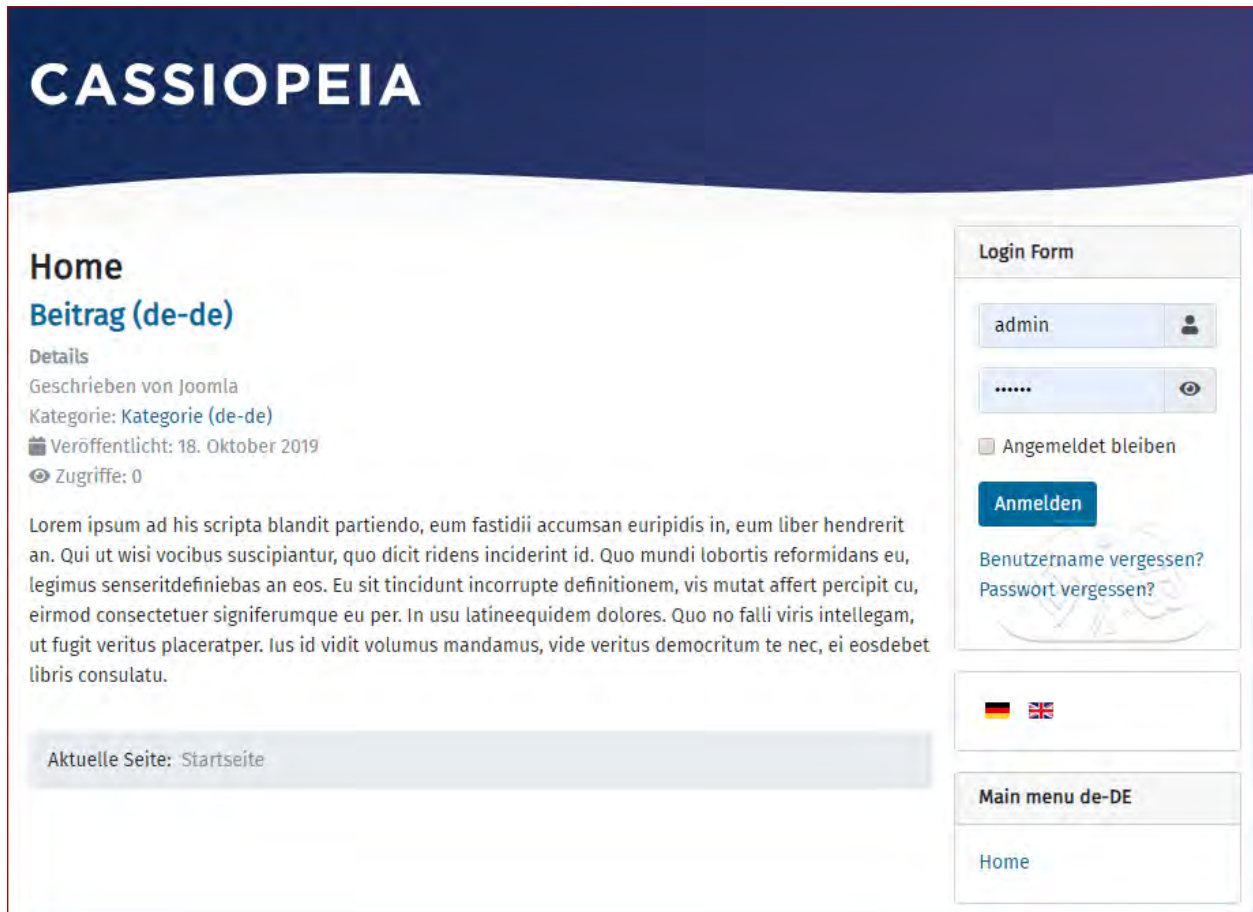 CASSIOPEIA
Home
Beitrag (de-de)
Details
Geschrieben von Joomla
Kategorie: Kategorie (de-de)
Veröffentlicht: 18. Oktober 2019
Zugriffe: 0
Lorem ipsum ad his scripta blandit partiendo, eum fastidii accumsan euripidis in, eum liber hendrerit
an. Qui ut wisi vocibus suscipiantur, quo dicit ridens inciderint id. Quo mundi lobortis reformidans eu,
legimus senseritdefiniebas an eos. Eu sit tincidunt incorrupte definitionem, vis mutat affert percipit cu,
eirmod consectetuer signiferumque eu per. In usu latineequidem dolores. Quo no falli viris intellegam,
ut fugit veritus placeratper. Ius id vidit volumus mandamus, vide veritus democritum te nec, ei eosdebet
libris consulatu.
Aktuelle Seite: Startseite
Login Form
admin
••••••
Angemeldet bleiben
Anmelden
Benutzername vergessen?
Passwort vergessen?
Main menu de-DE
Home